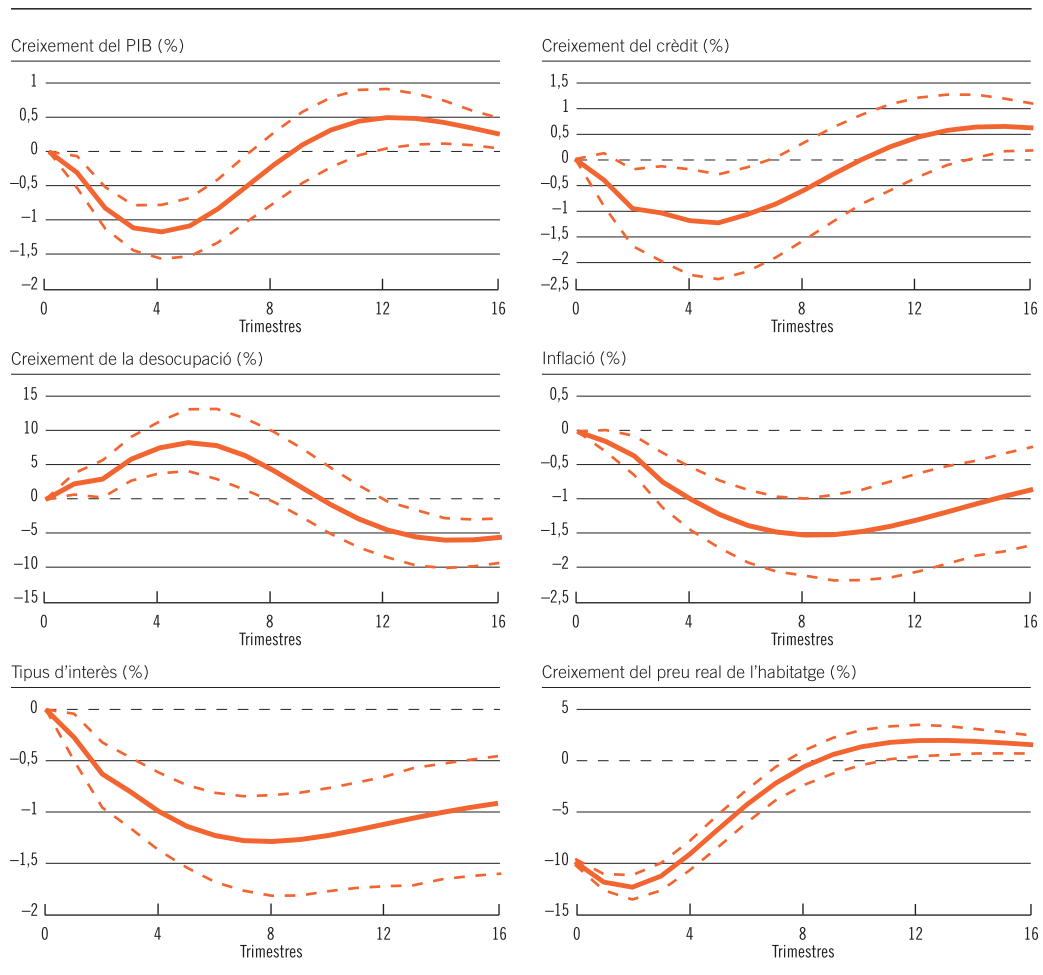 Creixement del PIB (%)
1
0,5
0
–0,5
–1
–1,5
–2
0 4 8 12 16
Trimestres
Creixement del crèdit (%)
1,5
1
0,5
0
–0,5
–1
–1,5
–2
–2,5
0 4 8 12 16
Trimestres
Creixement de la desocupació (%)
15
10
5
0
–5
–10
–15
0 4 8 12 16
Trimestres
Inflació (%)
0,5
0
–0,5
–1
–1,5
–2
–2,5
0 4 8 12 16
Trimestres
Tipus d’interès (%)
0
–0,5
–1
–1,5
–2
0 4 8 12 16
Trimestres
Creixement del preu real de l’habitatge (%)
5
0
–5
–10
–15
0 4 8 12 16
Trimestres